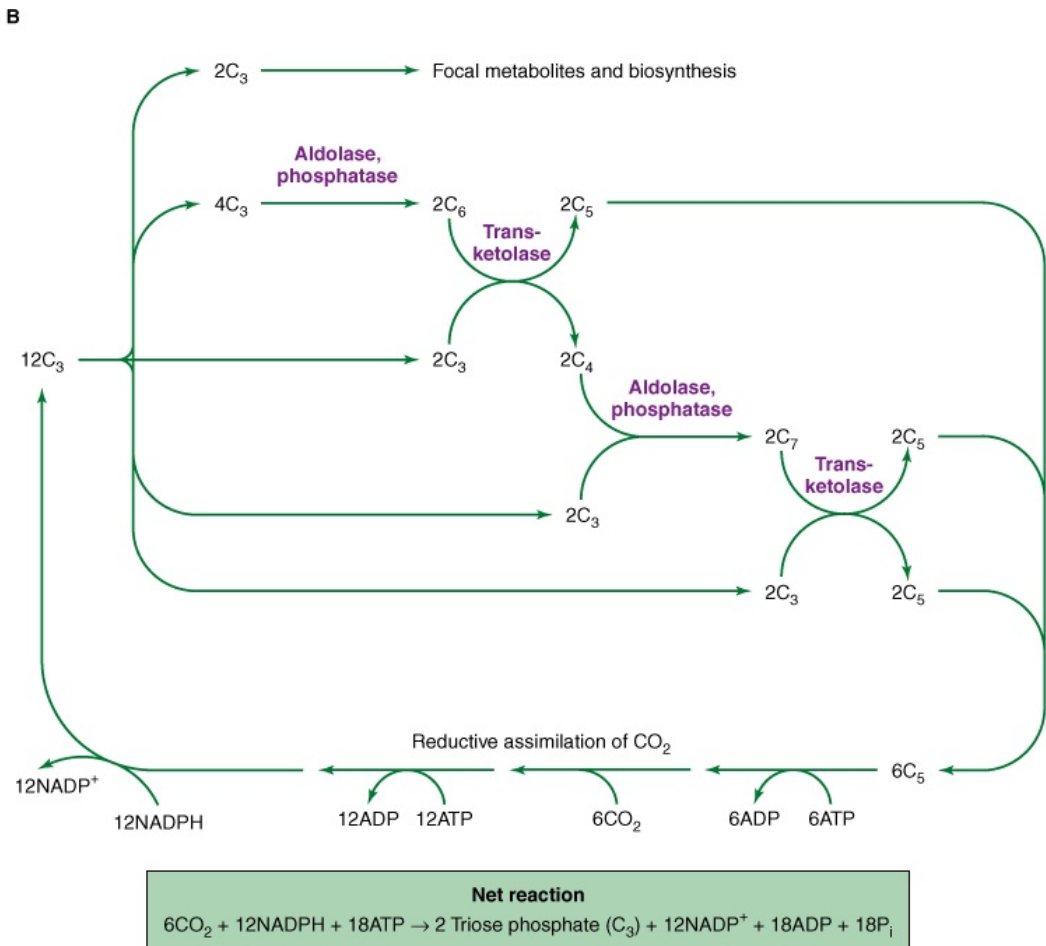 B
2C₃ Focal metabolites and biosynthesis
Aldolase,
phosphatase
4C₃ 2C₆ 2C₅
Trans-
ketolase
12C₃ 2C₃ 2C₄
Aldolase,
phosphatase
2C₇ 2C₅
Trans-
ketolase
2C₃
2C₃ 2C₅
Reductive assimilation of CO₂
6C₅
12NADP⁺
12NADPH 12ADP 12ATP 6CO₂ 6ADP 6ATP
Net reaction
6CO₂ + 12NADPH + 18ATP → 2 Triose phosphate (C₃) + 12NADP⁺ + 18ADP + 18Pᵢ